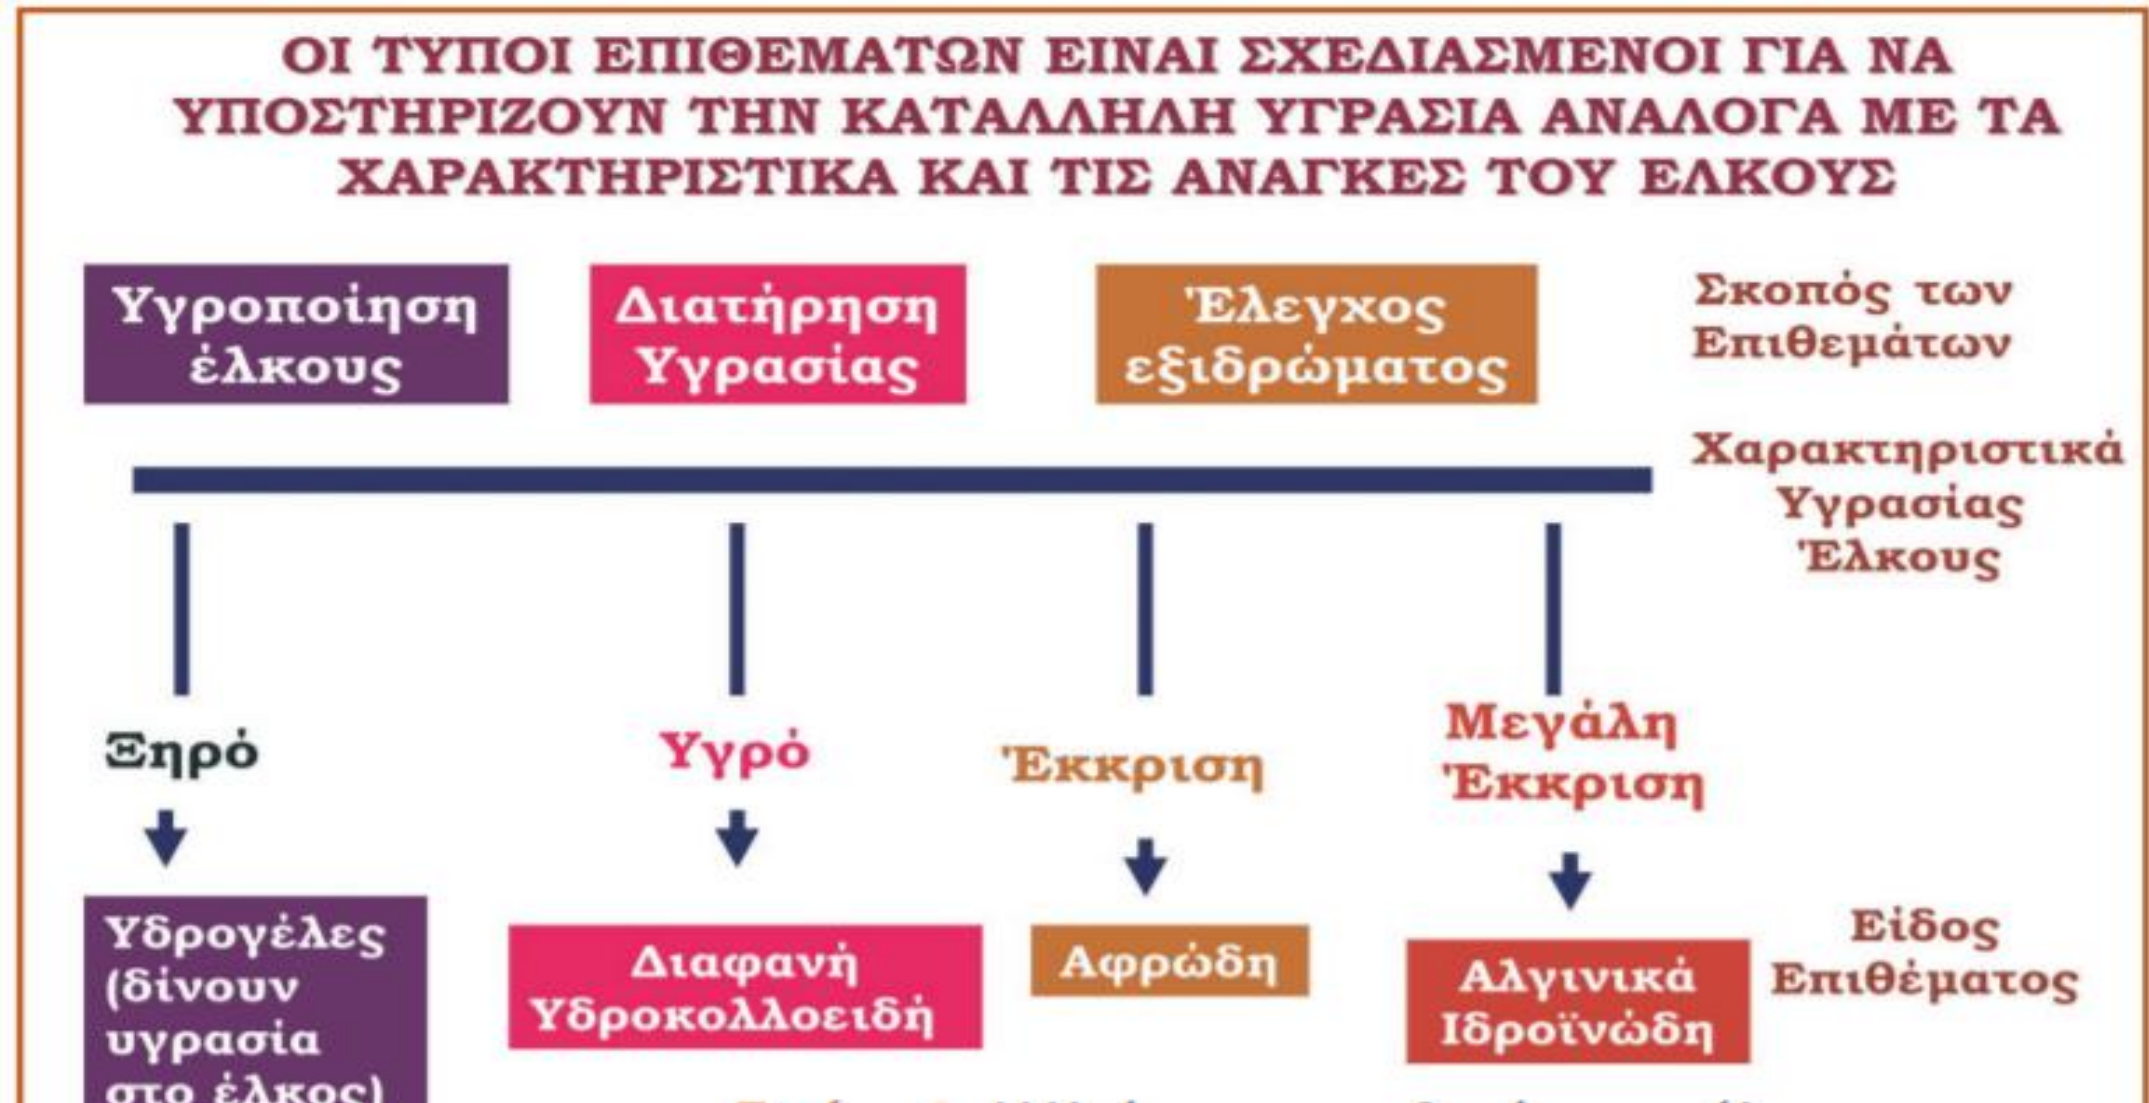 ΟΙ ΤΥΠΟΙ ΕΠΙΘΕΜΑΤΩΝ ΕΙΝΑΙ ΣΧΕΔΙΑΣΜΕΝΟΙ ΓΙΑ ΝΑ
ΥΠΟΣΤΗΡΙΖΟΥΝ ΤΗΝ ΚΑΤΑΛΛΗΛΗ ΥΓΡΑΣΙΑ ΑΝΑΛΟΓΑ ΜΕ ΤΑ
ΧΑΡΑΚΤΗΡΙΣΤΙΚΑ ΚΑΙ ΤΙΣ ΑΝΑΓΚΕΣ ΤΟΥ ΕΛΚΟΥΣ
Υγροποίηση
έλκους
Διατήρηση
Υγρασίας
Έλεγχος
εξιδρώματος
Σκοπός των
Επιθεμάτων
Χαρακτηριστικά
Υγρασίας
Έλκους
Ξηρό
Υγρό
Έκκριση
Μεγάλη
Έκκριση
Υδρογέλες
(δίνουν
υγρασία
στο έλκος)
Διαφανή
Υδροκολλοειδή
Αφρώδη
Αλγινικά
Ιδροϊνώδη
Είδος
Επιθέματος